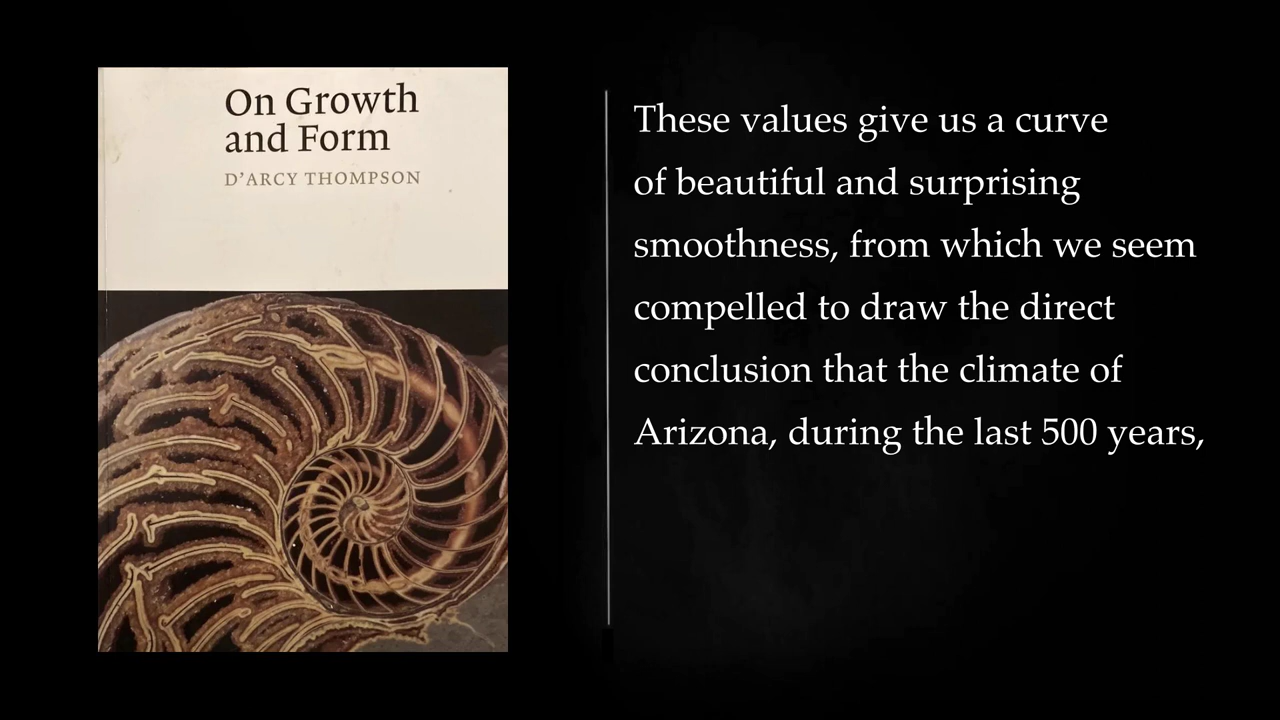 On Growth
and Form
D'ARCY THOMPSON
These values give us a curve
of beautiful and surprising
smoothness, from which we seem
compelled to draw the direct
conclusion that the climate of
Arizona, during the last 500 years,